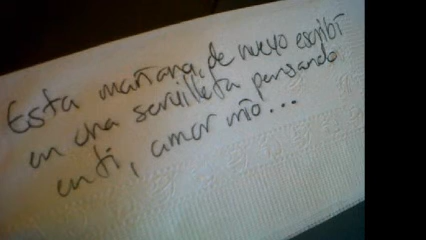 Esta mañana, de nuevo escribí
en una servilleta pensando
en ti, amor mío...